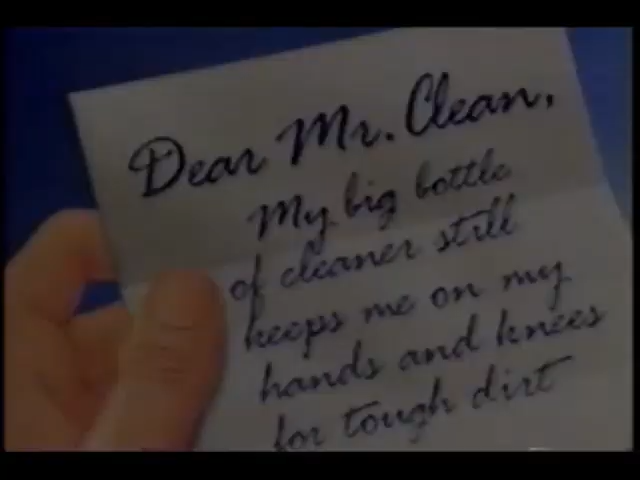 Dear Mr. Clean,
My big bottle
of cleaner still
keeps me on my
hands and knees
for tough dirt